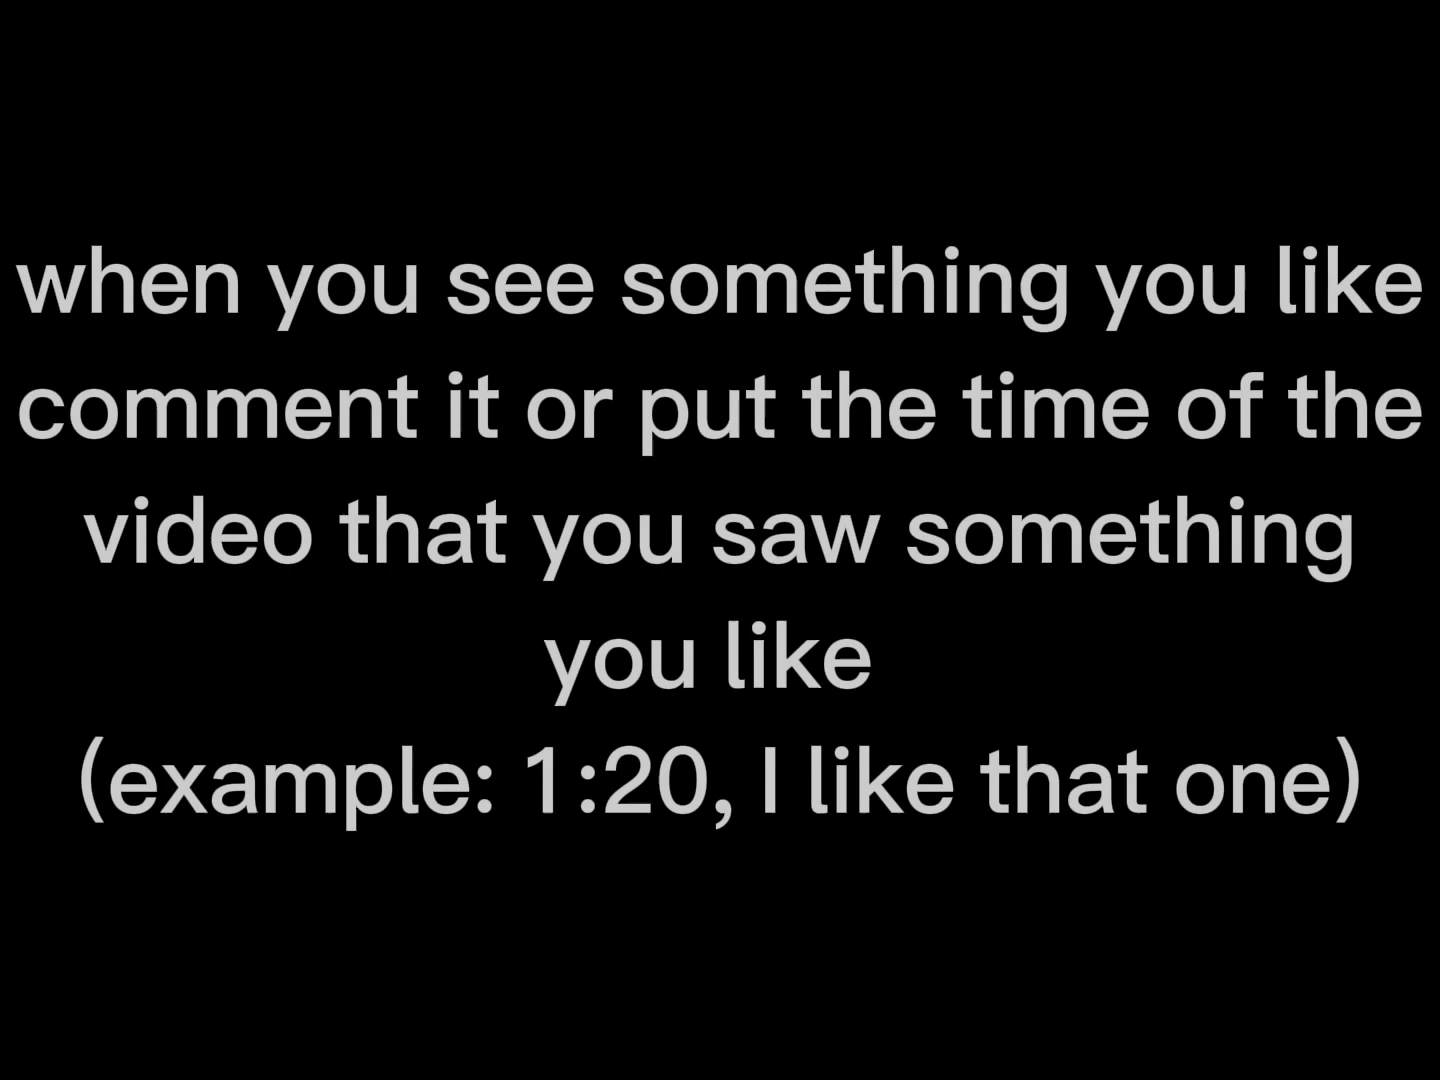 when you see something you like
comment it or put the time of the
video that you saw something
you like
(example: 1:20, I like that one)